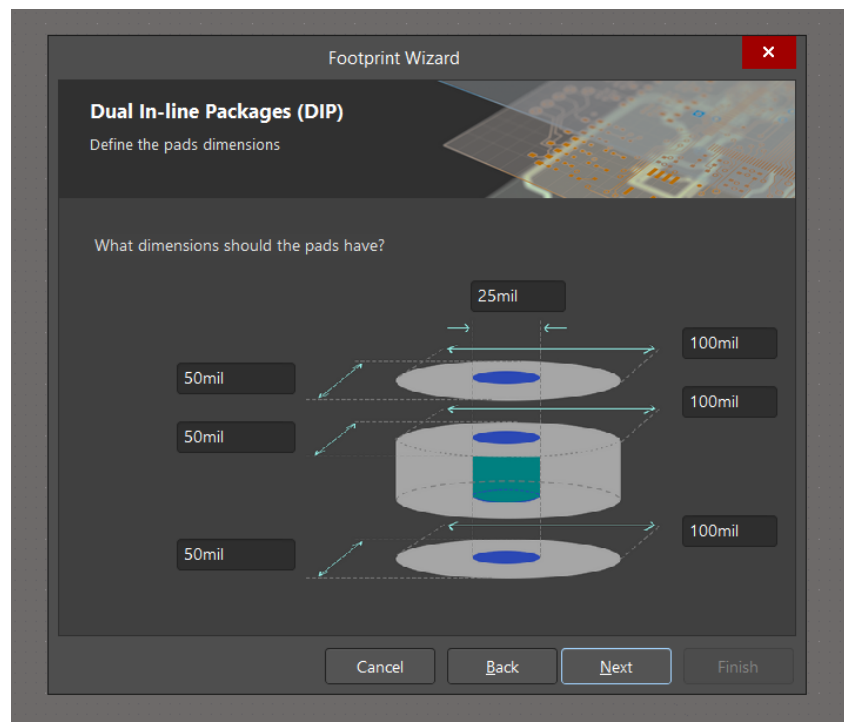 Footprint Wizard
Dual In-line Packages (DIP)
Define the pads dimensions
What dimensions should the pads have?
25mil
100mil
50mil
100mil
50mil
100mil
50mil
Cancel
Back
Next
Finish